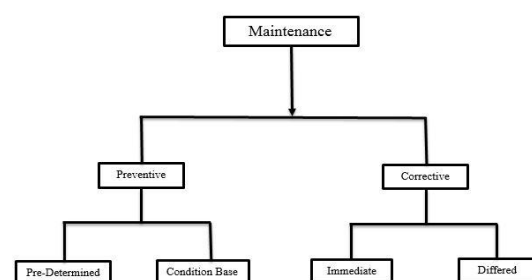 Maintenance
Preventive
Corrective
Pre-Determined
Condition Base
Immediate
Differed